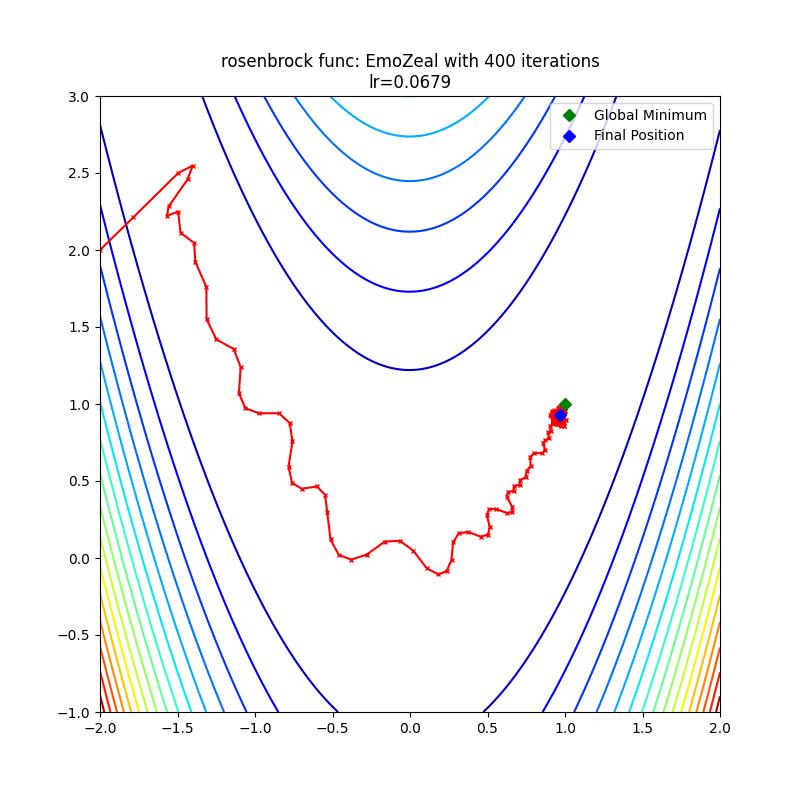 rosenbrock func: EmoZeal with 400 iterations
lr=0.0679
Global Minimum
Final Position
3.0
2.5
2.0
1.5
1.0
0.5
0.0
−0.5
−1.0
−2.0 −1.5 −1.0 −0.5 0.0 0.5 1.0 1.5 2.0